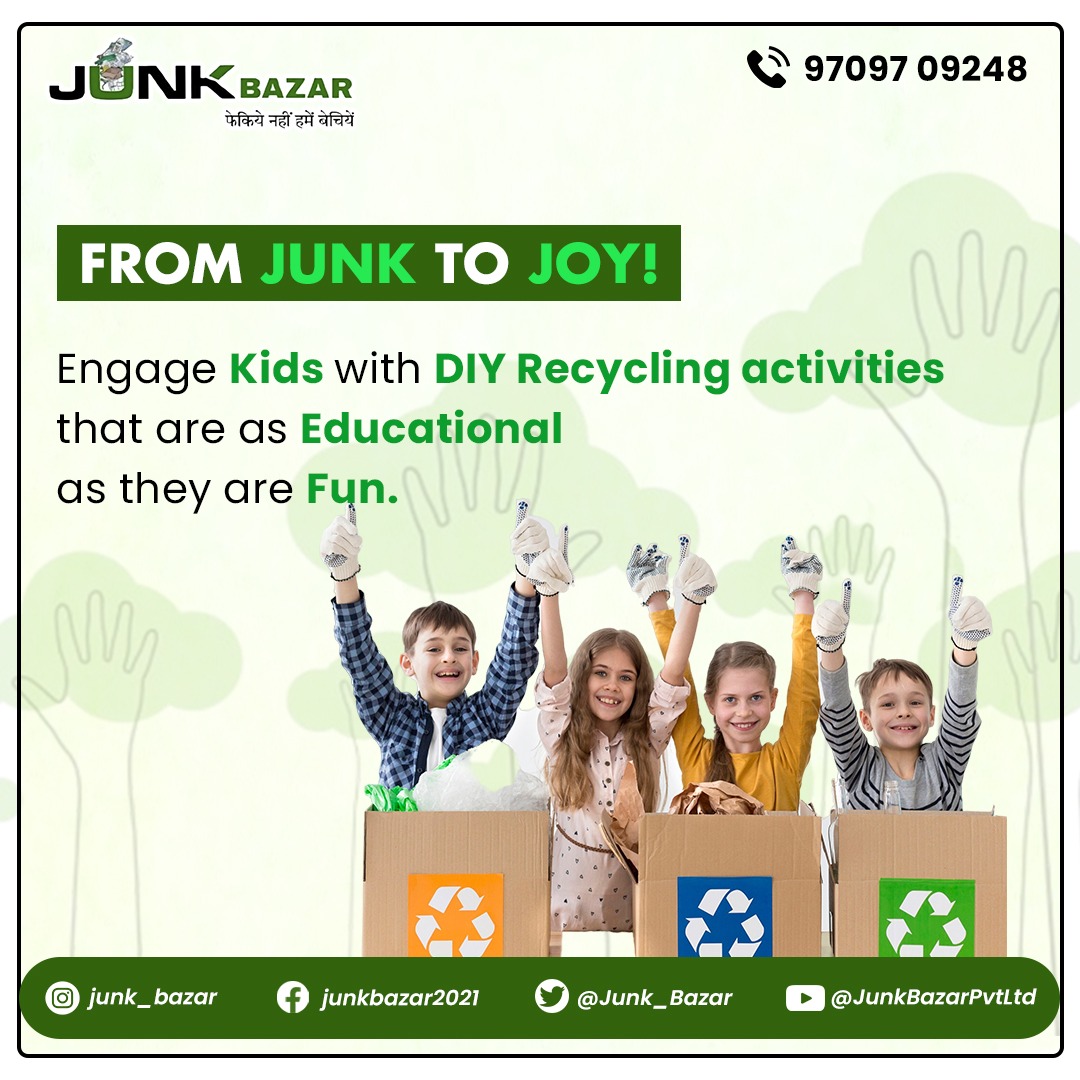 JUNK BAZAR
फेकिये नहीं हमें बेचियें
97097 09248
FROM JUNK TO JOY!
Engage Kids with DIY Recycling activities
that are as Educational
as they are Fun.
junk_bazar
junkbazar2021
@Junk_Bazar
@JunkBazarPvtLtd